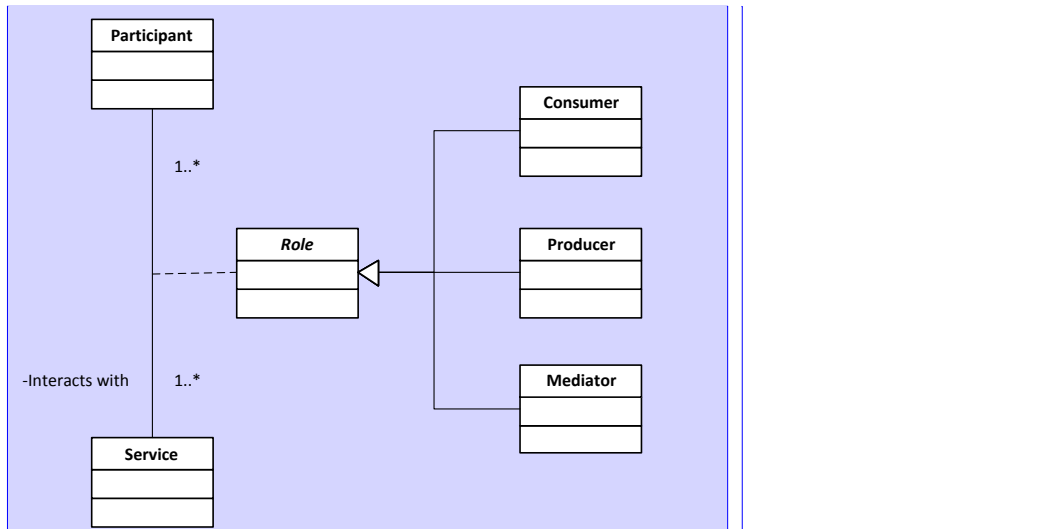 Participant
Consumer
1..*
Role
Producer
-Interacts with
1..*
Mediator
Service